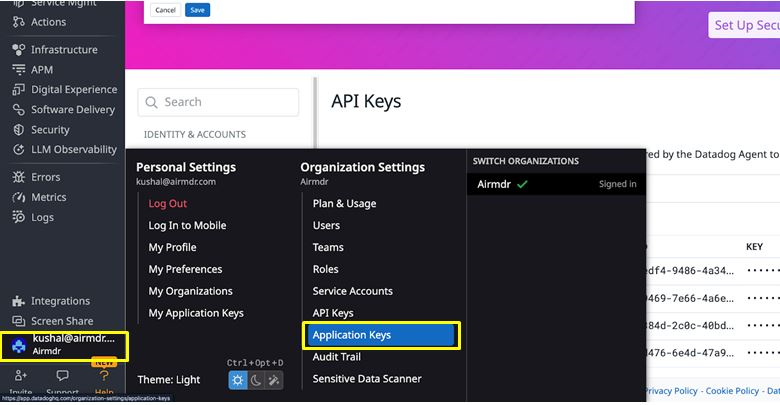 Service Mgmt
Actions
Infrastructure
APM
Digital Experience
Software Delivery
Security
LLM Observability
Errors
Metrics
Logs
Integrations
Screen Share
kushal@airmdr....
Airmdr
NEW
Invite
Support
Help
Cancel
Save
Set Up Secu
Search
IDENTITY & ACCOUNTS
API Keys
red by the Datadog Agent to
KEY
edf4-9486-4a34...
9469-7e66-4a6e...
384d-2c0c-40bd...
d476-6e4d-47a9...
Personal Settings
kushal@airmdr.com
Log Out
Log In to Mobile
My Profile
My Preferences
My Organizations
My Application Keys
Ctrl+Opt+D
Theme: Light
Organization Settings
Airmdr
Plan & Usage
Users
Teams
Roles
Service Accounts
API Keys
Application Keys
Audit Trail
Sensitive Data Scanner
SWITCH ORGANIZATIONS
Airmdr
Signed in
Privacy Policy - Cookie Policy - Dat
https://app.datadoghq.com/organization-settings/application-keys